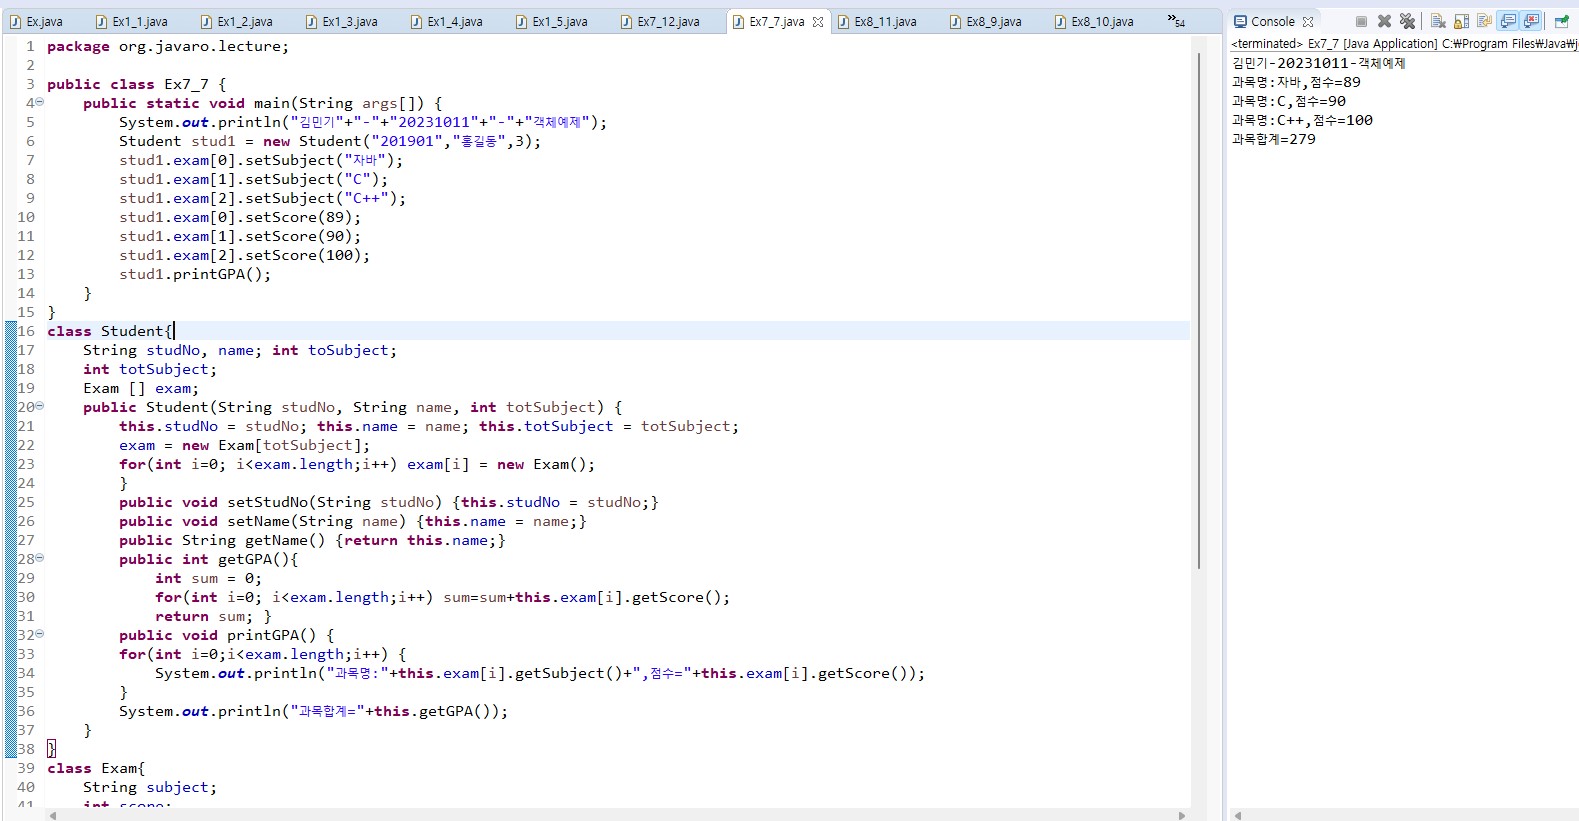 Ex.java Ex1_1.java Ex1_2.java Ex1_3.java Ex1_4.java Ex1_5.java Ex7_12.java Ex7_7.java Ex8_11.java Ex8_9.java Ex8_10.java »54
1 package org.javaro.lecture;
2
3 public class Ex7_7 {
4 public static void main(String args[]) {
5 System.out.println("김민기"+"-"+"20231011"+"-"+"객체예제");
6 Student stud1 = new Student("201901","홍길동",3);
7 stud1.exam[0].setSubject("자바");
8 stud1.exam[1].setSubject("C");
9 stud1.exam[2].setSubject("C++");
10 stud1.exam[0].setScore(89);
11 stud1.exam[1].setScore(90);
12 stud1.exam[2].setScore(100);
13 stud1.printGPA();
14 }
15 }
16 class Student{
17 String studNo, name; int toSubject;
18 int totSubject;
19 Exam [] exam;
20 public Student(String studNo, String name, int totSubject) {
21 this.studNo = studNo; this.name = name; this.totSubject = totSubject;
22 exam = new Exam[totSubject];
23 for(int i=0; i<exam.length;i++) exam[i] = new Exam();
24 }
25 public void setStudNo(String studNo) {this.studNo = studNo;}
26 public void setName(String name) {this.name = name;}
27 public String getName() {return this.name;}
28 public int getGPA(){
29 int sum = 0;
30 for(int i=0; i<exam.length;i++) sum=sum+this.exam[i].getScore();
31 return sum; }
32 public void printGPA() {
33 for(int i=0;i<exam.length;i++) {
34 System.out.println("과목명:"+this.exam[i].getSubject()+",점수="+this.exam[i].getScore());
35 }
36 System.out.println("과목합계="+this.getGPA());
37 }
38 }
39 class Exam{
40 String subject;
41 int score;
Console
<terminated> Ex7_7 [Java Application] C:₩Program Files₩Java₩j
김민기-20231011-객체예제
과목명:자바,점수=89
과목명:C,점수=90
과목명:C++,점수=100
과목합계=279